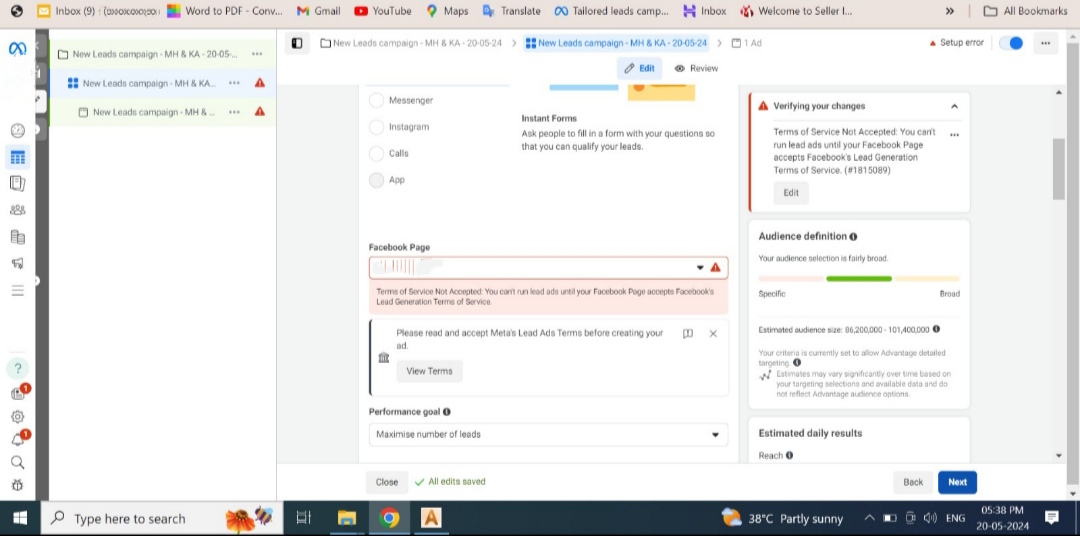 Inbox (9) -
Word to PDF - Conv...
Gmail
YouTube
Maps
Translate
Tailored leads camp...
Inbox
Welcome to Seller I...
»
All Bookmarks
New Leads campaign - MH & KA - 20-05-...
New Leads campaign - MH & KA...
New Leads campaign - MH & ...
New Leads campaign - MH & KA - 20-05-24
New Leads campaign - MH & KA - 20-05-24
1 Ad
Setup error
Edit
Review
Messenger
Instagram
Calls
App
Instant Forms
Ask people to fill in a form with your questions so
that you can qualify your leads.
Facebook Page
Terms of Service Not Accepted: You can't run lead ads until your Facebook Page accepts Facebook's
Lead Generation Terms of Service.
Please read and accept Meta's Lead Ads Terms before creating your
ad.
View Terms
Performance goal
Maximise number of leads
Close
All edits saved
Back
Next
Verifying your changes
Terms of Service Not Accepted: You can't
run lead ads until your Facebook Page
accepts Facebook's Lead Generation
Terms of Service. (#1815089)
Edit
Audience definition
Your audience selection is fairly broad.
Specific
Broad
Estimated audience size: 86,200,000 - 101,400,000
Your criteria is currently set to allow Advantage detailed
targeting.
Estimates may vary significantly over time based on
your targeting selections and available data and do
not reflect Advantage audience options.
Estimated daily results
Reach
?
1
1
Type here to search
38°C Partly sunny
ENG
05:38 PM
20-05-2024